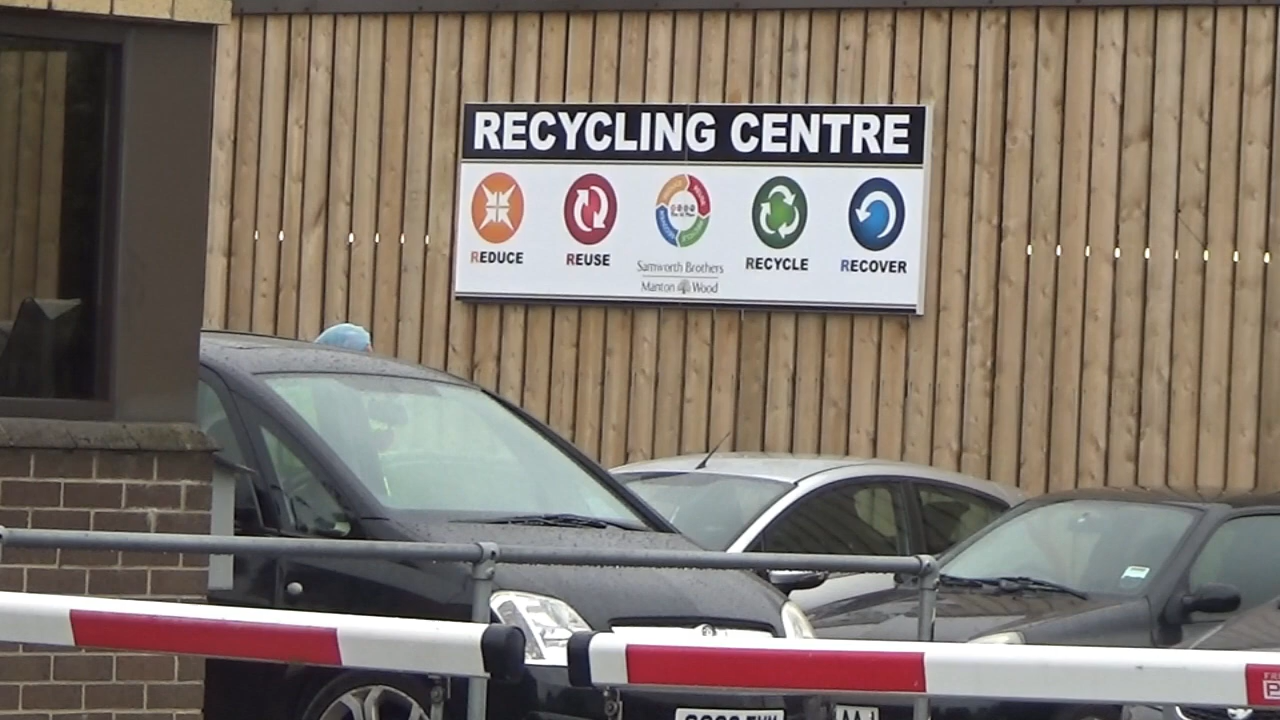 RECYCLING CENTRE
REDUCE
REUSE
RECYCLE
RECOVER
Samworth Brothers
Manton Wood